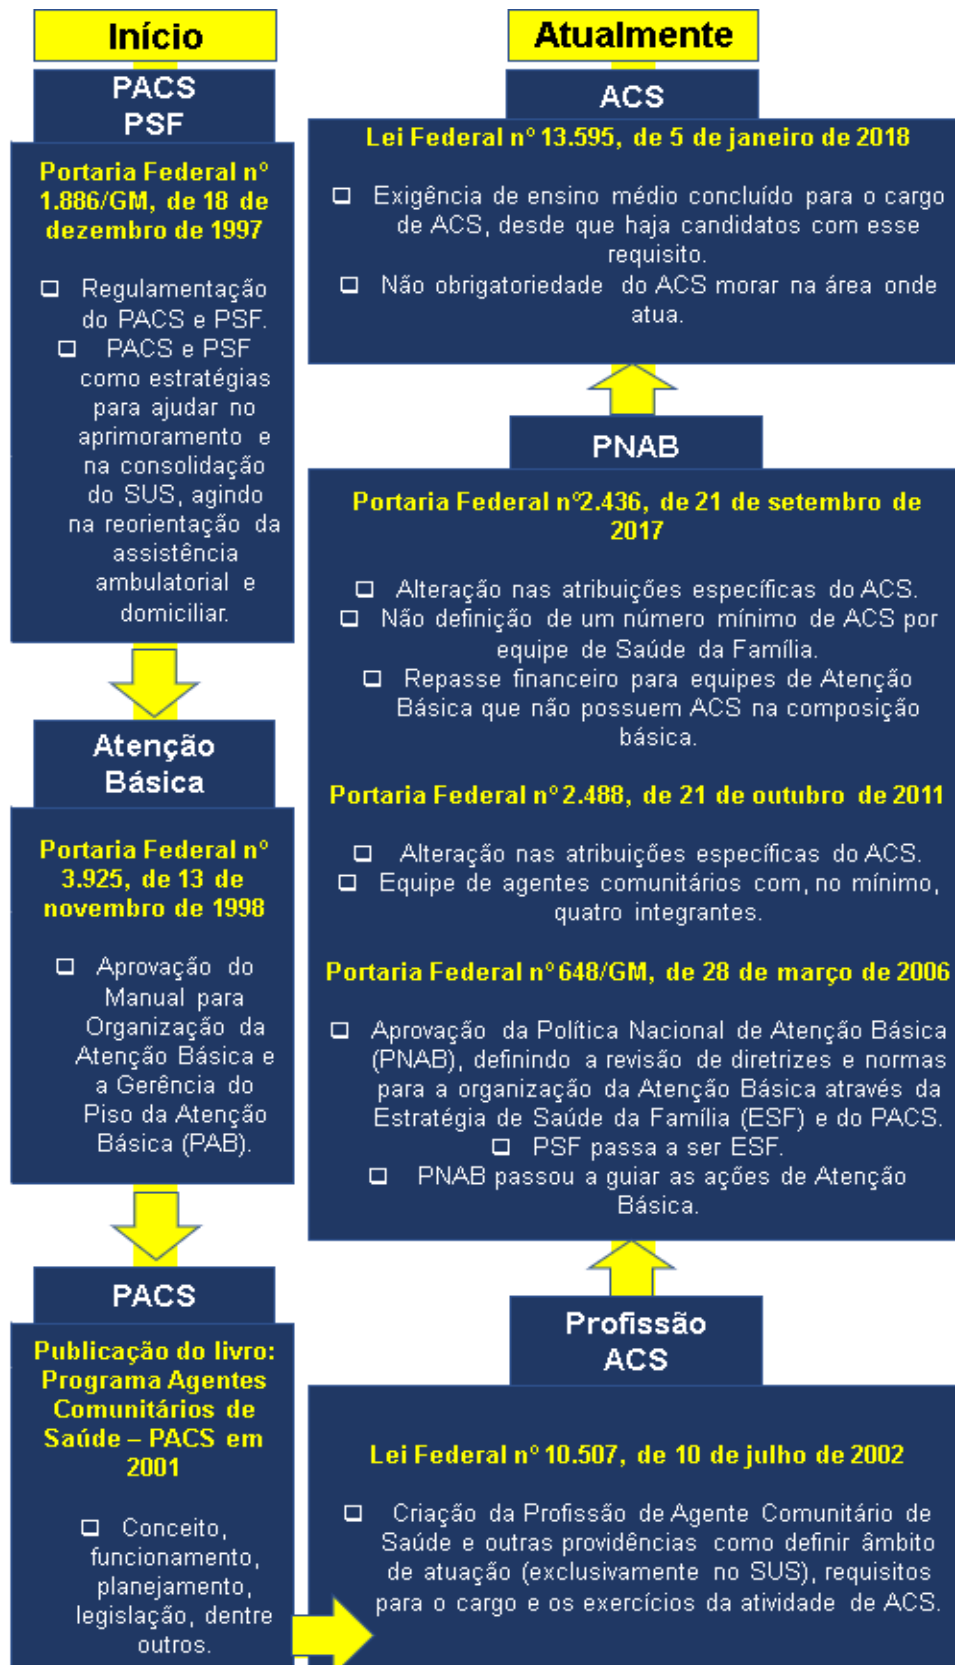 Início
PACS
PSF
Portaria Federal nº
1.886/GM, de 18 de
dezembro de 1997
❑ Regulamentação
do PACS e PSF.
❑ PACS e PSF
como estratégias
para ajudar no
aprimoramento e
na consolidação
do SUS, agindo
na reorientação da
assistência
ambulatorial e
domiciliar.
Atenção
Básica
Portaria Federal nº
3.925, de 13 de
novembro de 1998
❑ Aprovação do
Manual para
Organização da
Atenção Básica e
a Gerência do
Piso da Atenção
Básica (PAB).
PACS
Publicação do livro:
Programa Agentes
Comunitários de
Saúde – PACS em
2001
❑ Conceito,
funcionamento,
planejamento,
legislação, dentre
outros.
Profissão
ACS
Lei Federal nº 10.507, de 10 de julho de 2002
❑ Criação da Profissão de Agente Comunitário de
Saúde e outras providências como definir âmbito
de atuação (exclusivamente no SUS), requisitos
para o cargo e os exercícios da atividade de ACS.
PNAB
Portaria Federal nº2.436, de 21 de setembro de
2017
❑ Alteração nas atribuições específicas do ACS.
❑ Não definição de um número mínimo de ACS por
equipe de Saúde da Família.
❑ Repasse financeiro para equipes de Atenção
Básica que não possuem ACS na composição
básica.
Portaria Federal nº 2.488, de 21 de outubro de 2011
❑ Alteração nas atribuições específicas do ACS.
❑ Equipe de agentes comunitários com, no mínimo,
quatro integrantes.
Portaria Federal nº 648/GM, de 28 de março de 2006
❑ Aprovação da Política Nacional de Atenção Básica
(PNAB), definindo a revisão de diretrizes e normas
para a organização da Atenção Básica através da
Estratégia de Saúde da Família (ESF) e do PACS.
❑ PSF passa a ser ESF.
❑ PNAB passou a guiar as ações de Atenção
Básica.
Atualmente
ACS
Lei Federal nº 13.595, de 5 de janeiro de 2018
❑ Exigência de ensino médio concluído para o cargo
de ACS, desde que haja candidatos com esse
requisito.
❑ Não obrigatoriedade do ACS morar na área onde
atua.